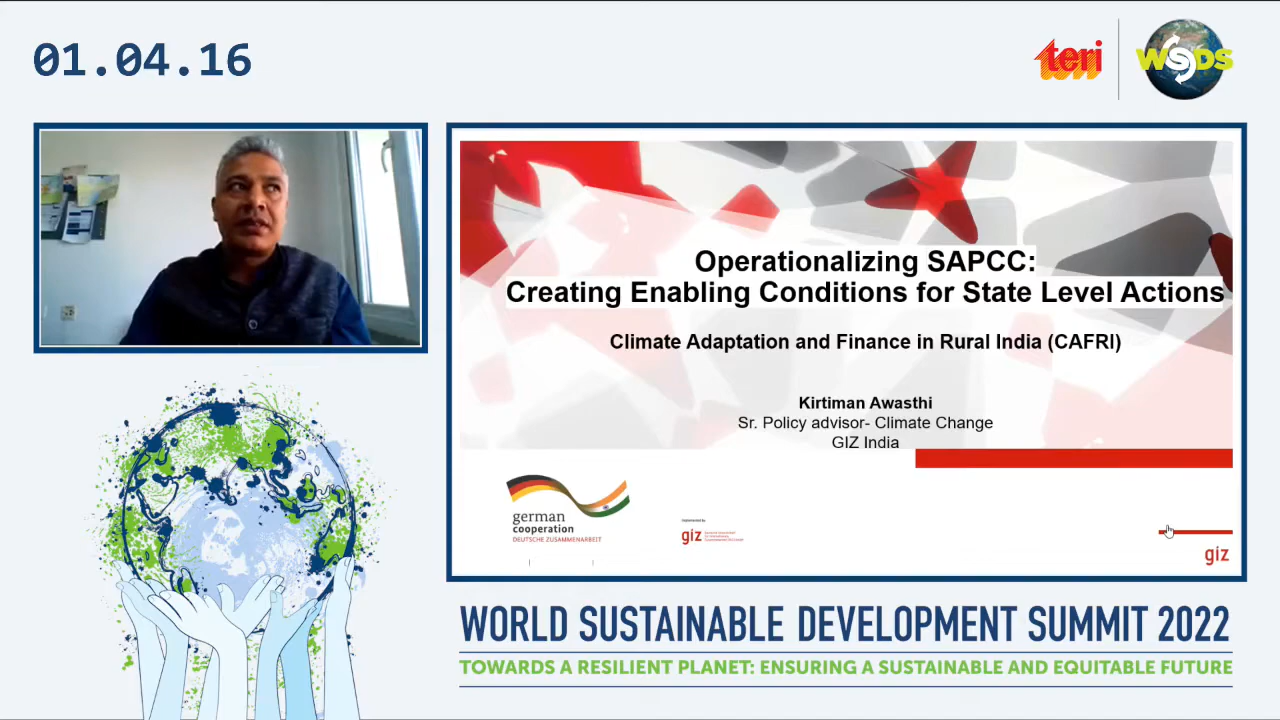 01.04.16
teri
WSDS
Operationalizing SAPCC:
Creating Enabling Conditions for State Level Actions
Climate Adaptation and Finance in Rural India (CAFRI)
Kirtiman Awasthi
Sr. Policy advisor- Climate Change
GIZ India
german
cooperation
DEUTSCHE ZUSAMMENARBEIT
Implemented by
giz
giz
WORLD SUSTAINABLE DEVELOPMENT SUMMIT 2022
TOWARDS A RESILIENT PLANET: ENSURING A SUSTAINABLE AND EQUITABLE FUTURE